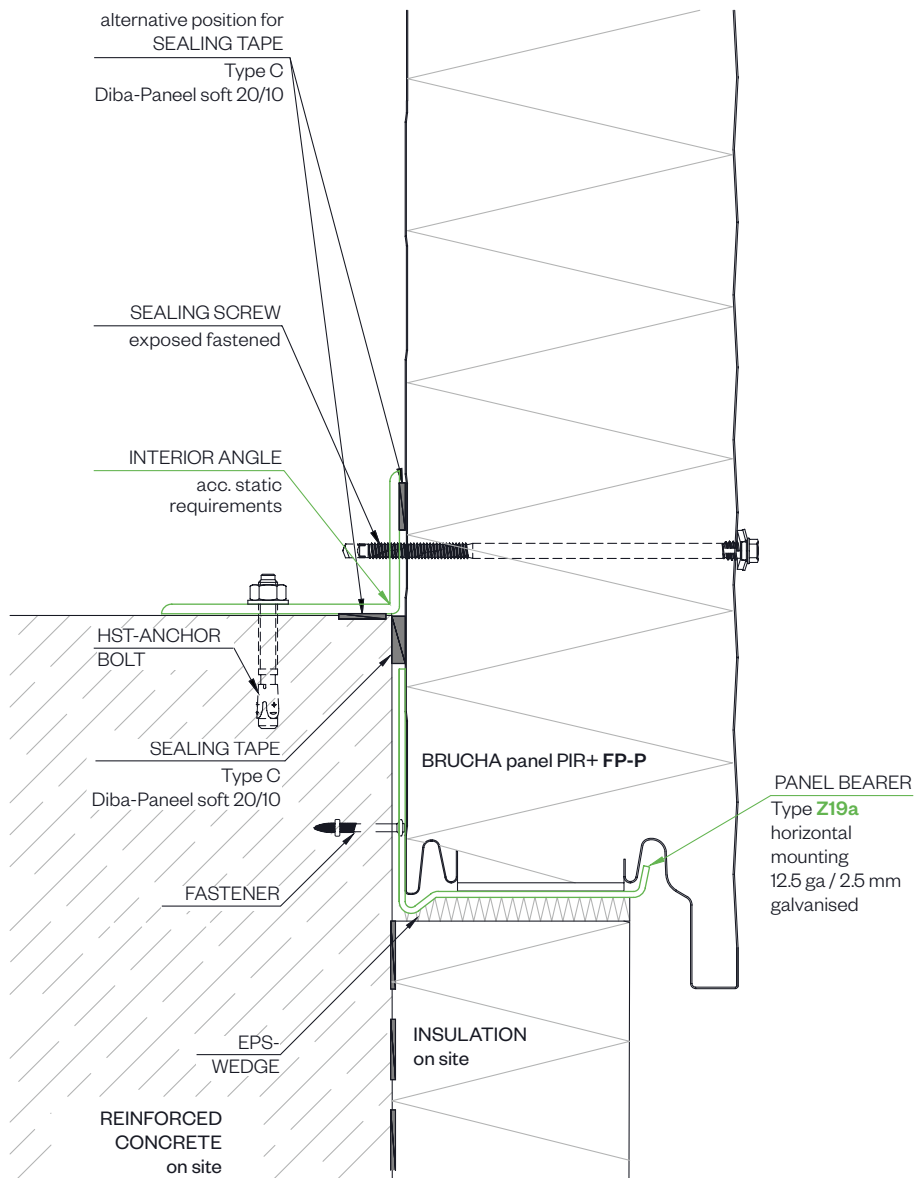 alternative position for
SEALING TAPE
Type C
Diba-Paneel soft 20/10
SEALING SCREW
exposed fastened
INTERIOR ANGLE
acc. static
requirements
HST-ANCHOR
BOLT
SEALING TAPE
Type C
Diba-Paneel soft 20/10
BRUCHA panel PIR+ FP-P
PANEL BEARER
Type Z19a
horizontal
mounting
12.5 ga / 2.5 mm
galvanised
FASTENER
EPS-
WEDGE
INSULATION
on site
REINFORCED
CONCRETE
on site